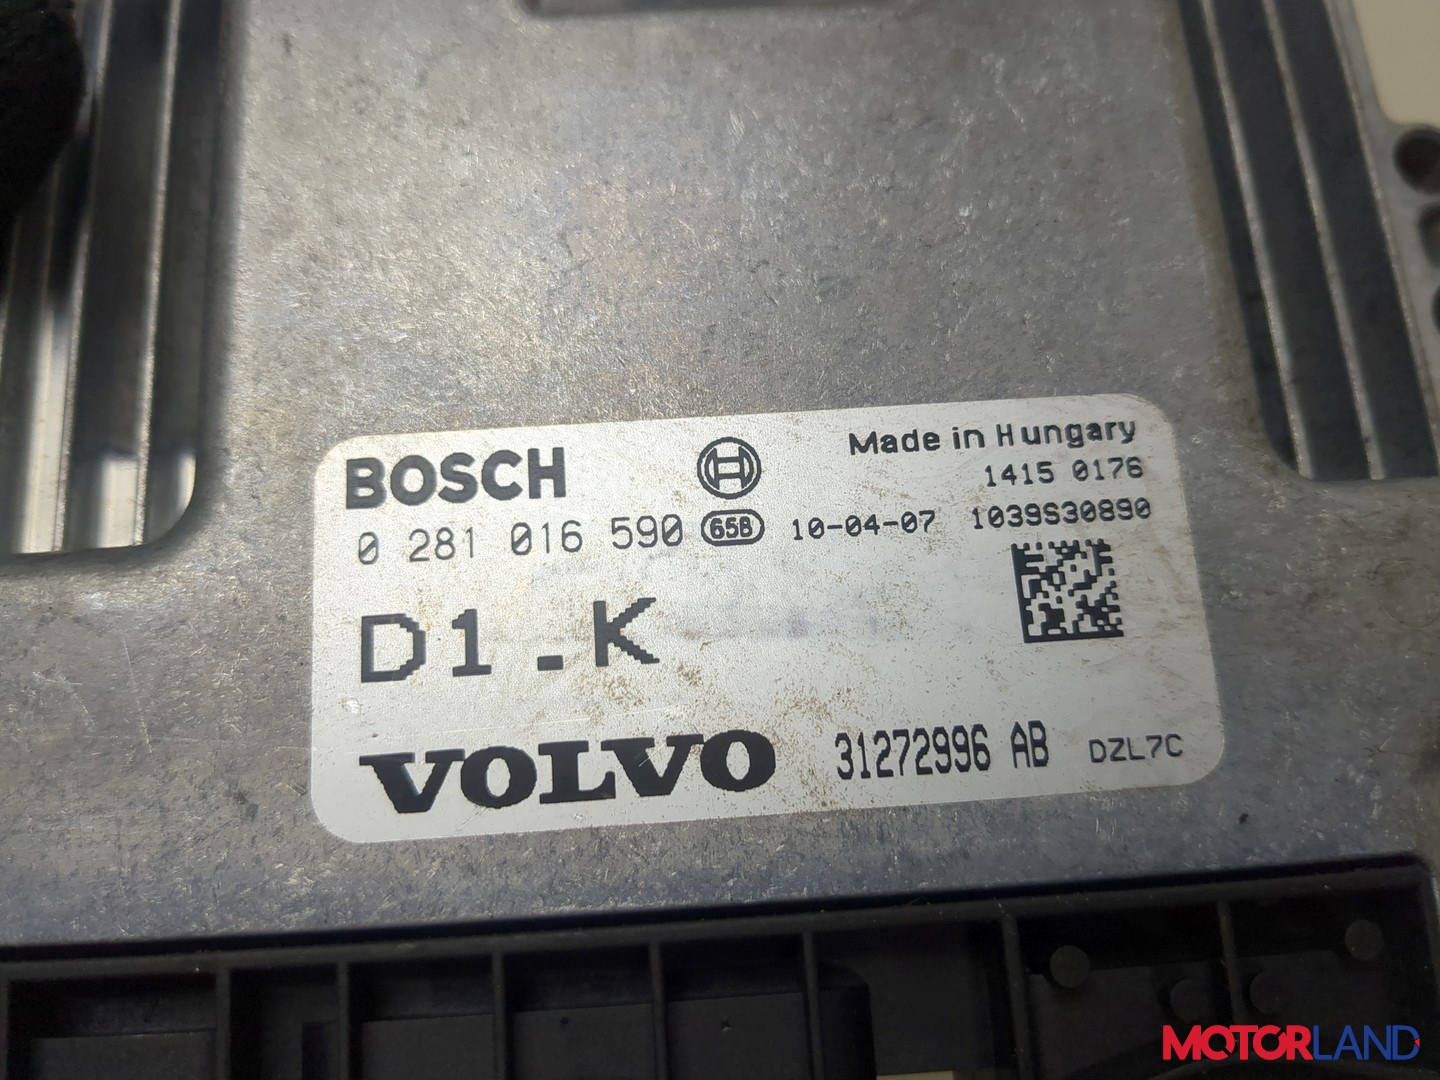 BOSCH
Made in Hungary
1415 0176
0 281 016 590 65B 10-04-07 1039S30890
D1.K
VOLVO 31272996 AB DZL7C
MOTORLAND